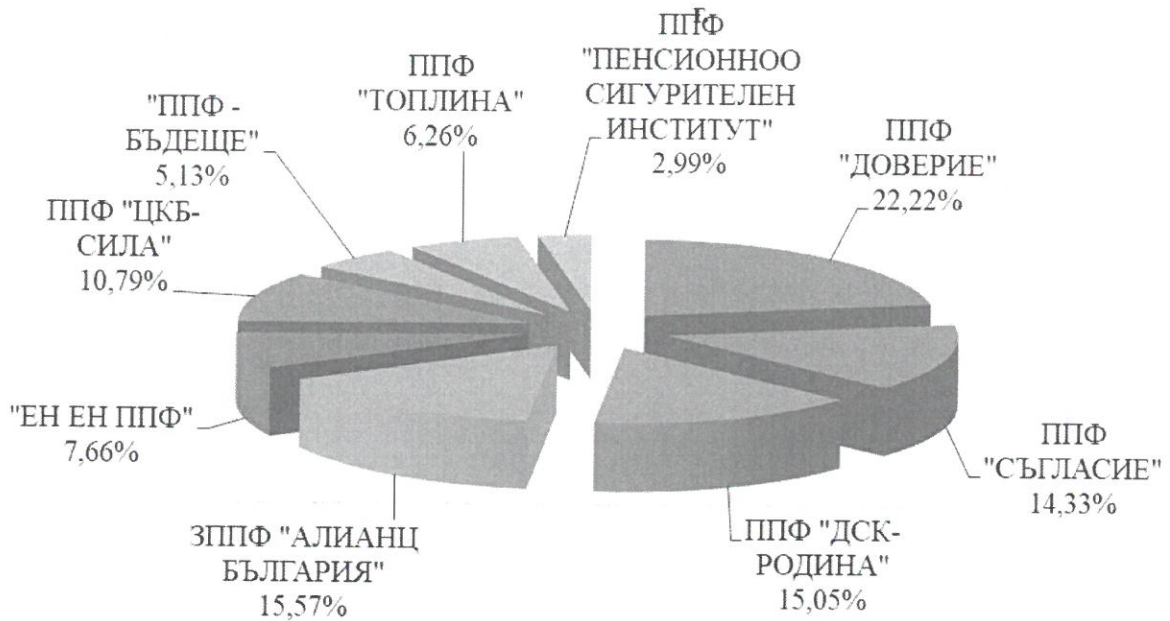 ППФ
"ПЕНСИОННОО
СИГУРИТЕЛЕН
ИНСТИТУТ"
2,99%
ППФ
"ТОПЛИНА"
6,26%
"ППФ -
БЪДЕЩЕ"
5,13%
ППФ
"ДОВЕРИЕ"
22,22%
ППФ "ЦКБ-
СИЛА"
10,79%
"ЕН ЕН ППФ"
7,66%
ППФ
"СЪГЛАСИЕ"
14,33%
ЗППФ "АЛИАНЦ
БЪЛГАРИЯ"
15,57%
ППФ "ДСК-
РОДИНА"
15,05%